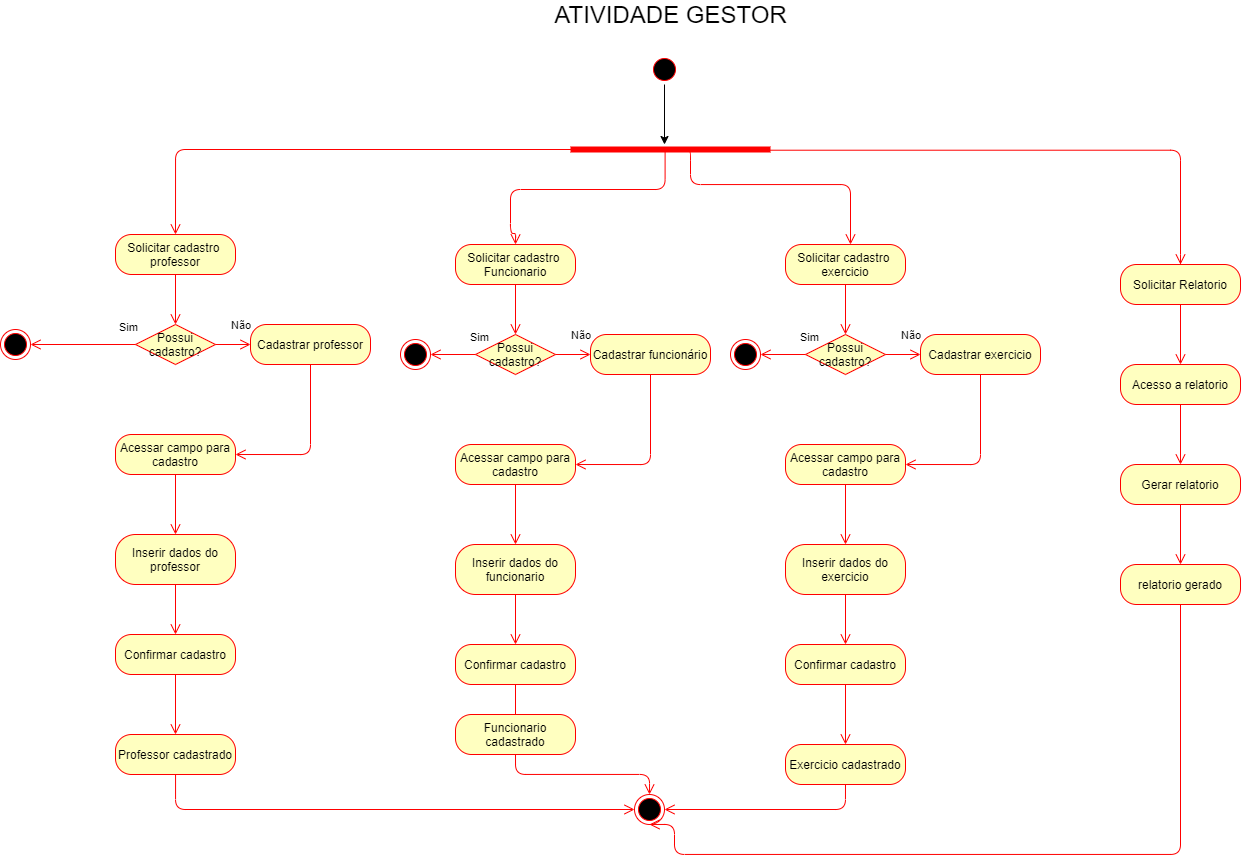 ATIVIDADE GESTOR
Solicitar cadastro
professor
Sim
Possui
cadastro?
Não
Cadastrar professor
Acessar campo para
cadastro
Inserir dados do
professor
Confirmar cadastro
Professor cadastrado
Solicitar cadastro
Funcionario
Sim
Possui
cadastro?
Não
Cadastrar funcionário
Acessar campo para
cadastro
Inserir dados do
funcionario
Confirmar cadastro
Funcionario
cadastrado
Solicitar cadastro
exercicio
Sim
Possui
cadastro?
Não
Cadastrar exercicio
Acessar campo para
cadastro
Inserir dados do
exercicio
Confirmar cadastro
Exercicio cadastrado
Solicitar Relatorio
Acesso a relatorio
Gerar relatorio
relatorio gerado